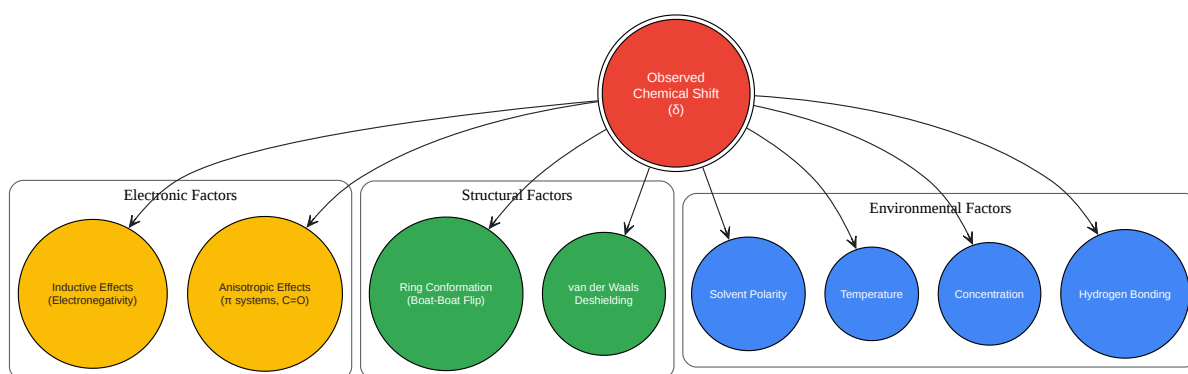 Observed
Chemical Shift
(δ)
Electronic Factors
Structural Factors
Environmental Factors
Inductive Effects
(Electronegativity)
Anisotropic Effects
(π systems, C=O)
Ring Conformation
(Boat-Boat Flip)
van der Waals
Deshielding
Solvent Polarity
Temperature
Concentration
Hydrogen Bonding